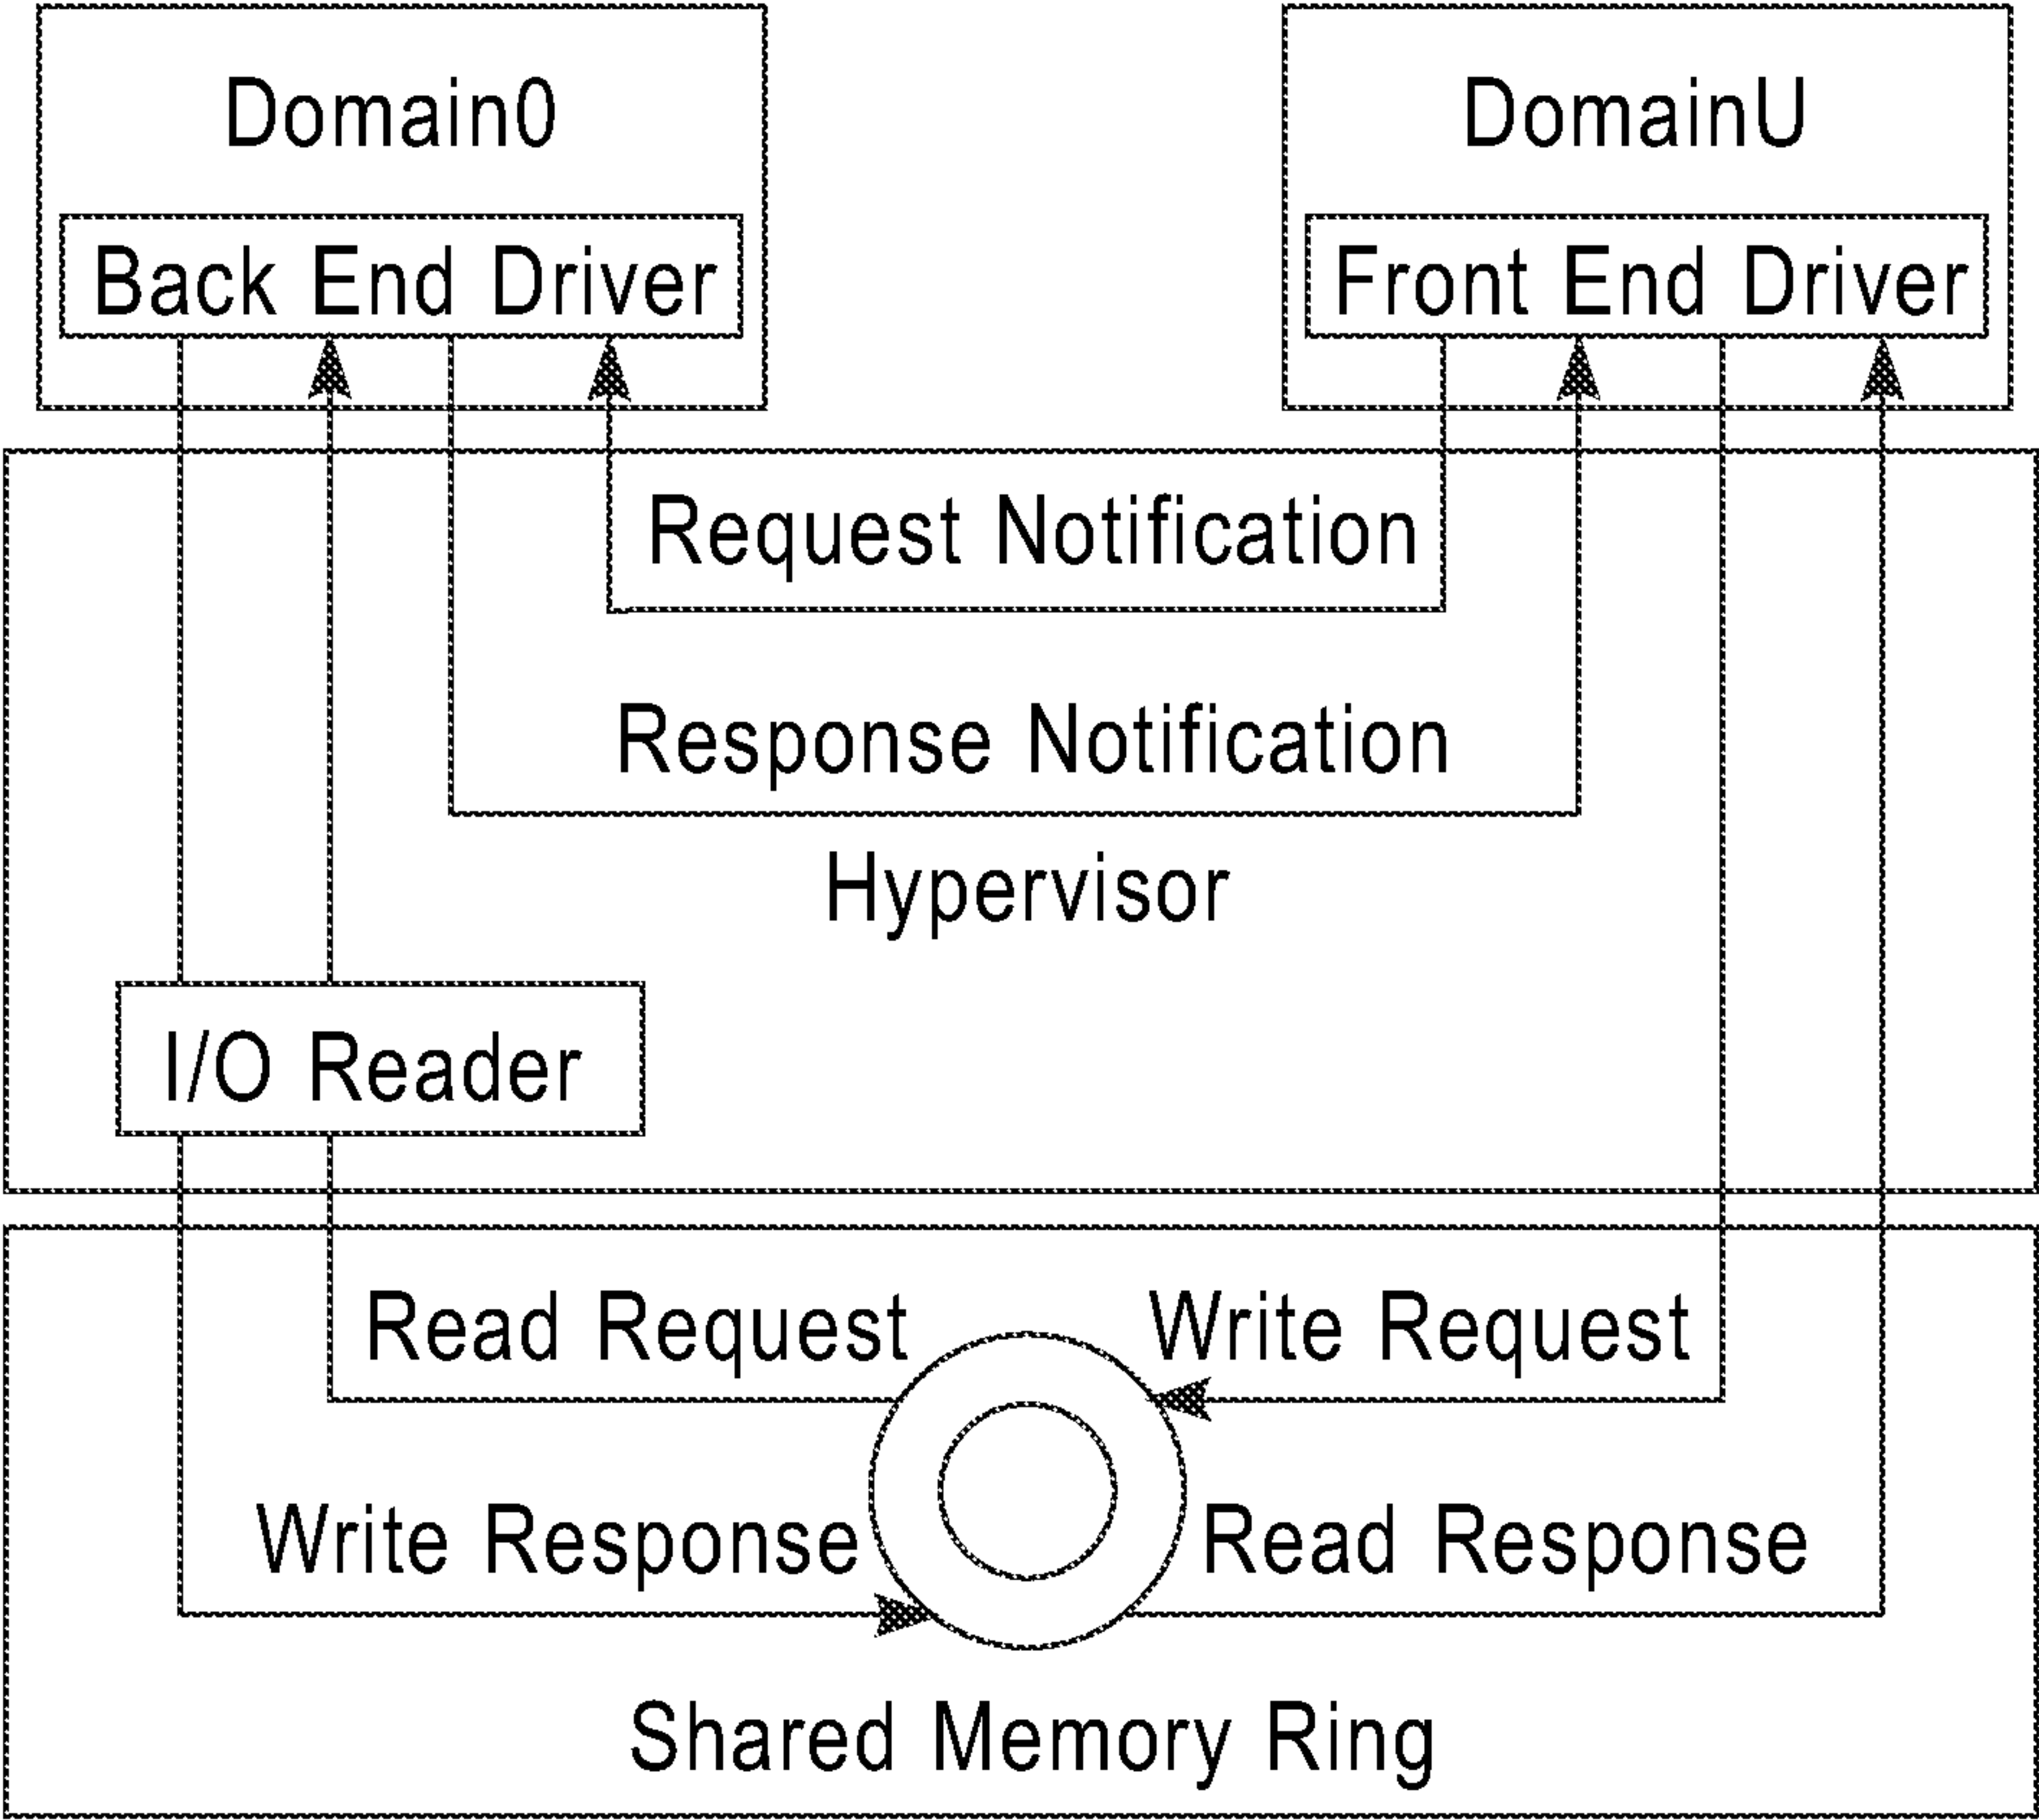 Domain0
DomainU
Back End Driver
Front End Driver
Request Notification
Response Notification
Hypervisor
I/O Reader
Read Request
Write Request
Write Response
Read Response
Shared Memory Ring